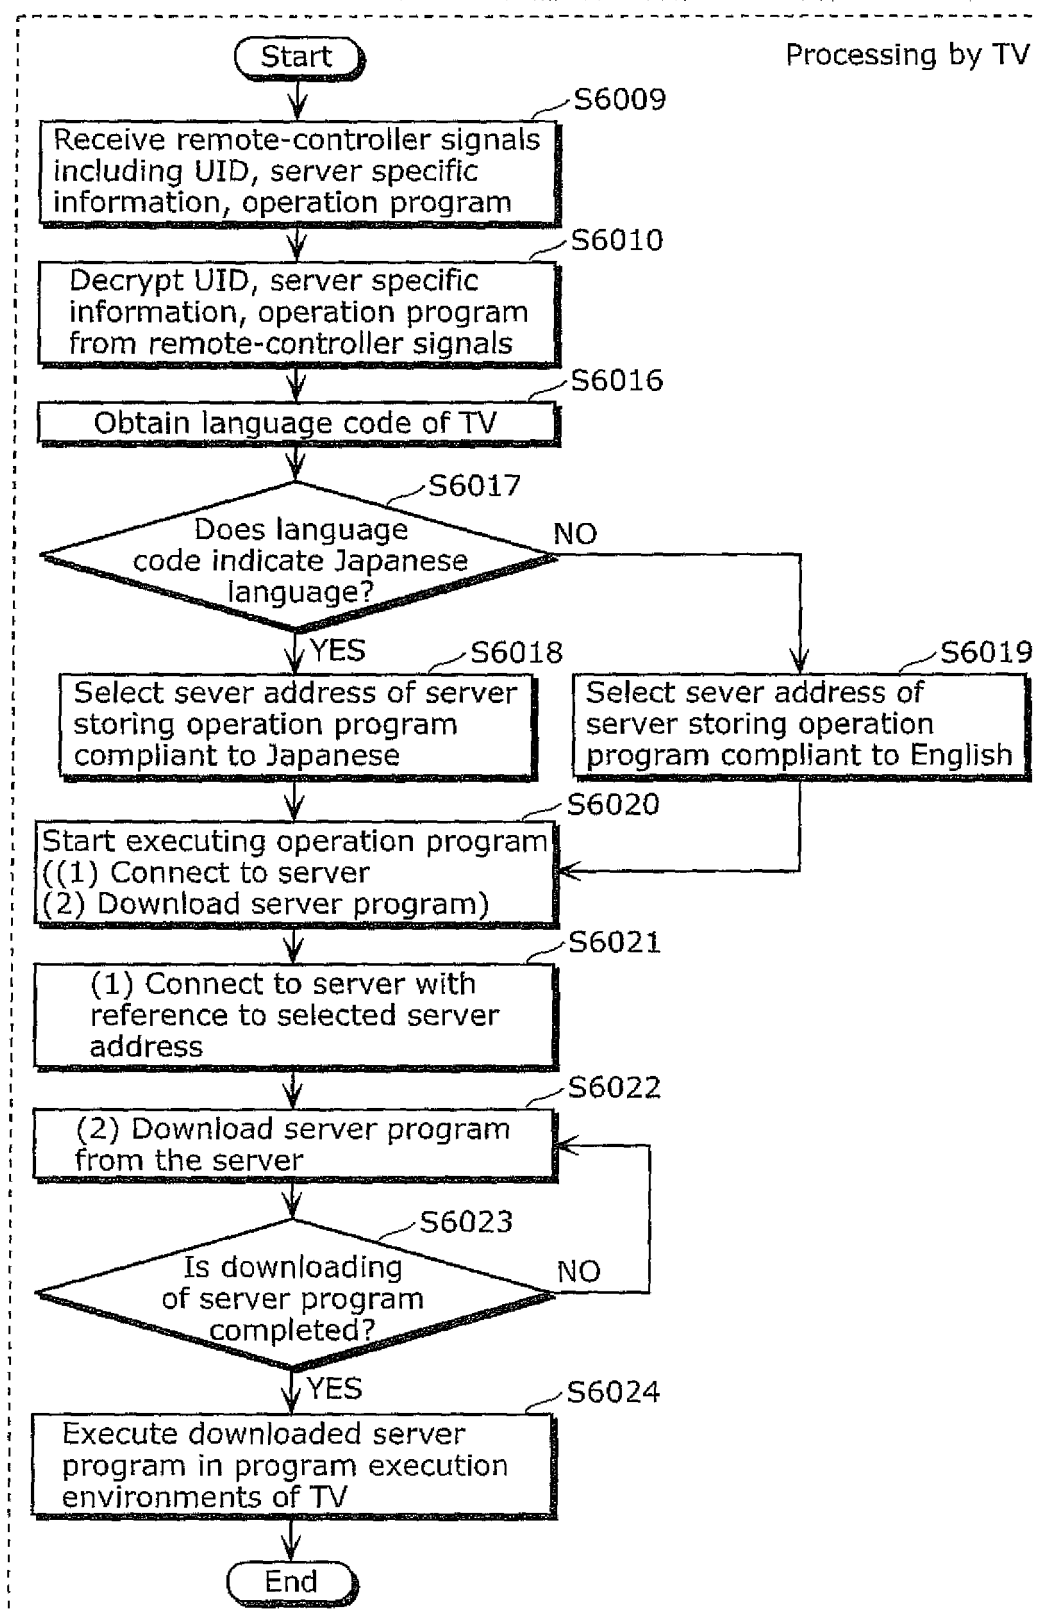 Processing by TV
Start
S6009
Receive remote-controller signals
including UID, server specific
information, operation program
S6010
Decrypt UID, server specific
information, operation program
from remote-controller signals
S6016
Obtain language code of TV
S6017
Does language
code indicate Japanese
language?
NO
YES
S6018
Select sever address of server
storing operation program
compliant to Japanese
S6019
Select sever address of
server storing operation
program compliant to English
S6020
Start executing operation program
((1) Connect to server
(2) Download server program)
S6021
(1) Connect to server with
reference to selected server
address
S6022
(2) Download server program
from the server
S6023
Is downloading
of server program
completed?
NO
YES
S6024
Execute downloaded server
program in program execution
environments of TV
End